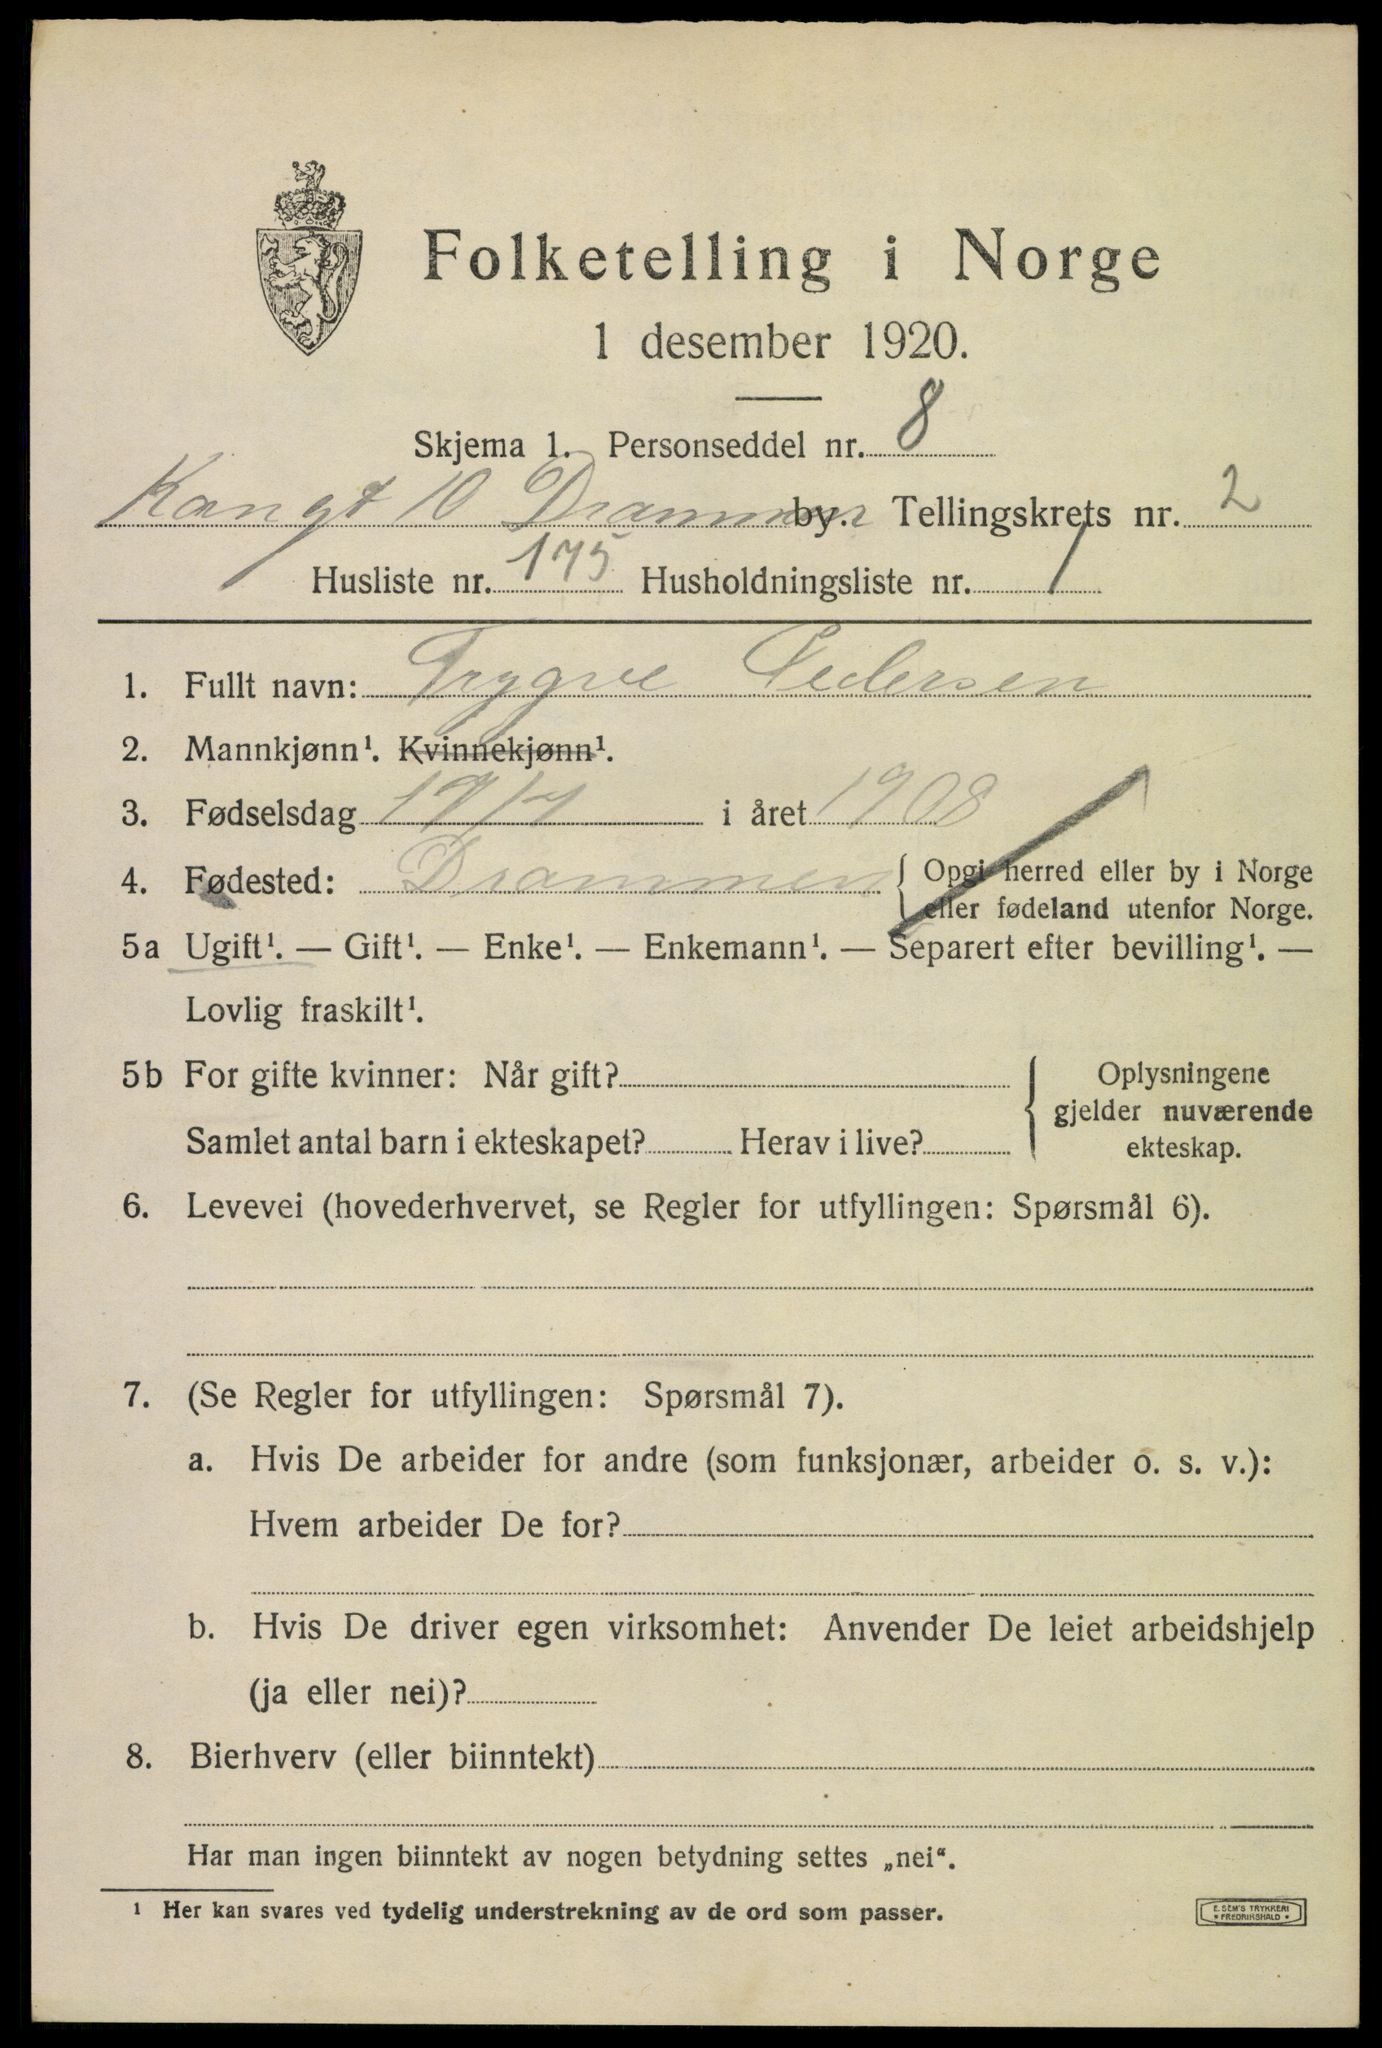 Folketelling i Norge
1 desember 1920.
Skjema 1. Personseddel nr. 8
Kongt 10 Drammen by. Tellingskrets nr. 2
Husliste nr. 175 Husholdningsliste nr. 1
1. Fullt navn: Trygve Pedersen
2. Mannkjønn¹. Kvinnekjønn¹.
3. Fødselsdag 19/4 i året 1908
4. Fødested: Drammen { Opgi herred eller by i Norge
eller fødeland utenfor Norge.
5a Ugift¹. — Gift¹. — Enke¹. — Enkemann¹. — Separert efter bevilling¹. —
Lovlig fraskilt¹.
5b For gifte kvinner: Når gift?
Samlet antal barn i ekteskapet? Herav i live?
{ Oplysningene
gjelder nuværende
ekteskap.
6. Levevei (hovederhvervet, se Regler for utfyllingen: Spørsmål 6).
7. (Se Regler for utfyllingen: Spørsmål 7).
a. Hvis De arbeider for andre (som funksjonær, arbeider o. s. v.):
Hvem arbeider De for?
b. Hvis De driver egen virksomhet: Anvender De leiet arbeidshjelp
(ja eller nei)?
8. Bierhverv (eller biinntekt)
Har man ingen biinntekt av nogen betydning settes „nei“.
¹ Her kan svares ved tydelig understrekning av de ord som passer.
E. SEM'S TRYKKERI
• FREDRIKSHALD •